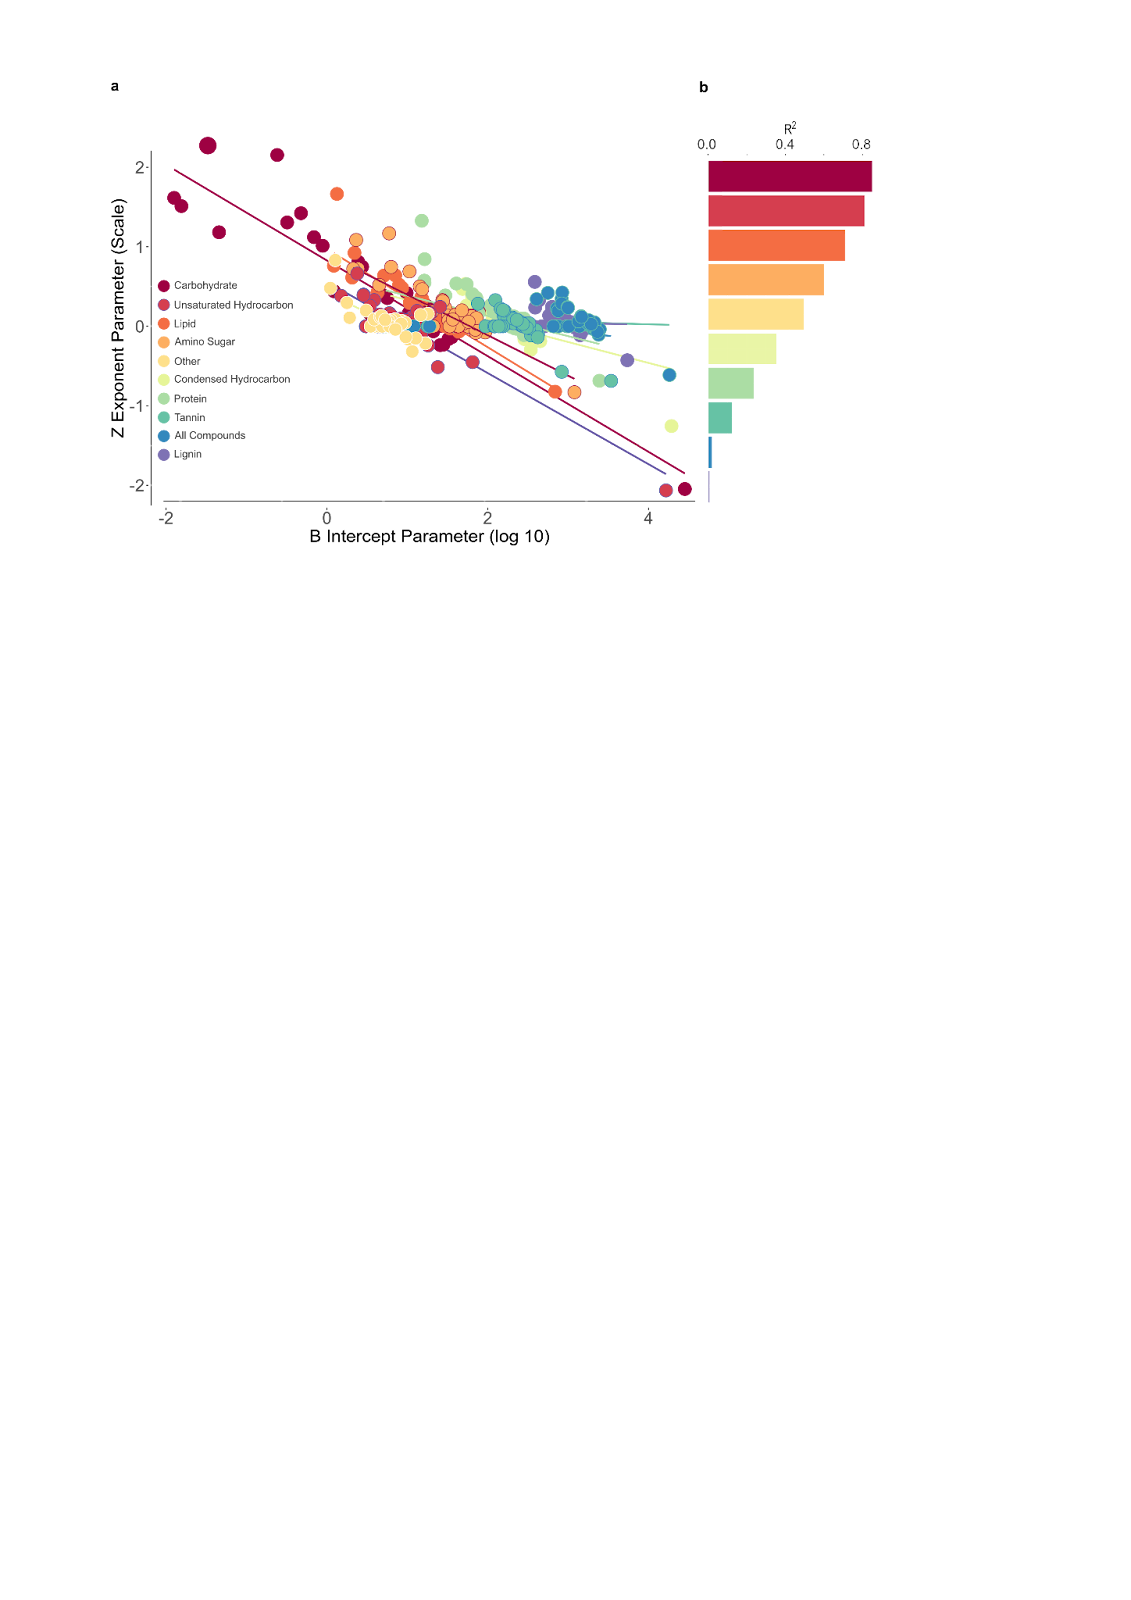 a
b
R2
0.0 0.4 0.8
2
1
0
-1
-2
Z Exponent Parameter (Scale)
Carbohydrate
Unsaturated Hydrocarbon
Lipid
Amino Sugar
Other
Condensed Hydrocarbon
Protein
Tannin
All Compounds
Lignin
-2 0 2 4
B Intercept Parameter (log 10)